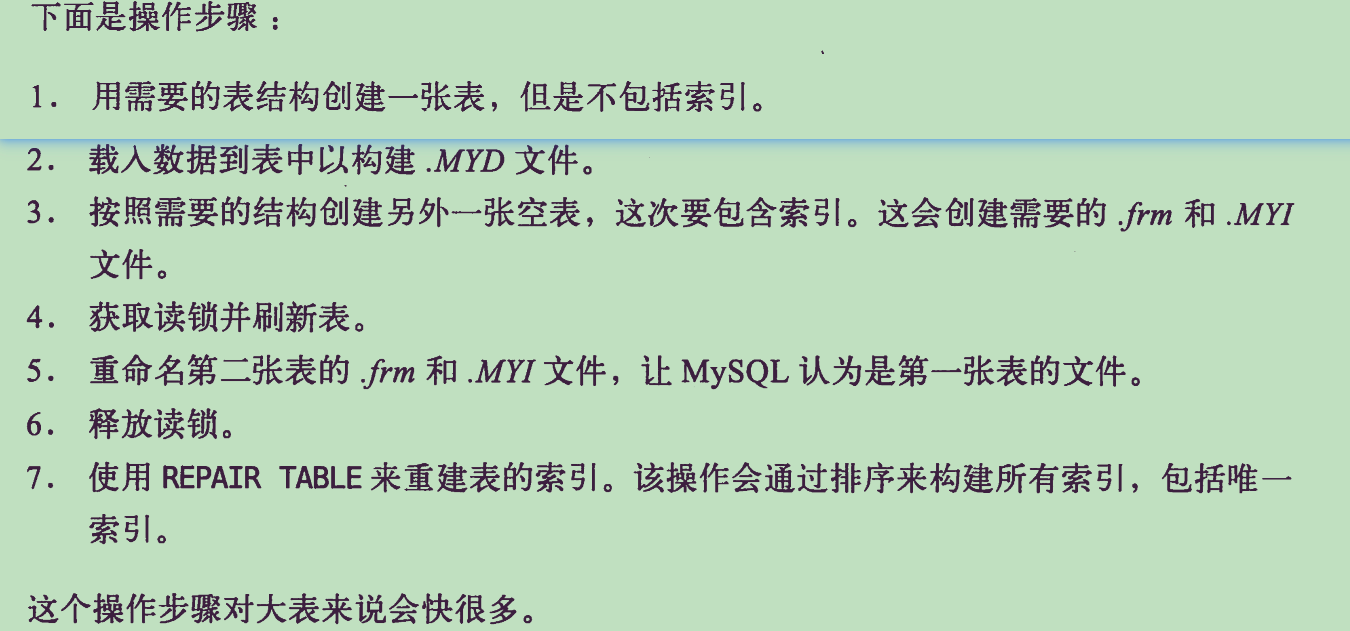 下面是操作步骤：
1. 用需要的表结构创建一张表，但是不包括索引。
2. 载入数据到表中以构建 .MYD 文件。
3. 按照需要的结构创建另外一张空表，这次要包含索引。这会创建需要的 .frm 和 .MYI
文件。
4. 获取读锁并刷新表。
5. 重命名第二张表的 .frm 和 .MYI 文件，让 MySQL 认为是第一张表的文件。
6. 释放读锁。
7. 使用 REPAIR TABLE 来重建表的索引。该操作会通过排序来构建所有索引，包括唯一
索引。
这个操作步骤对大表来说会快很多。